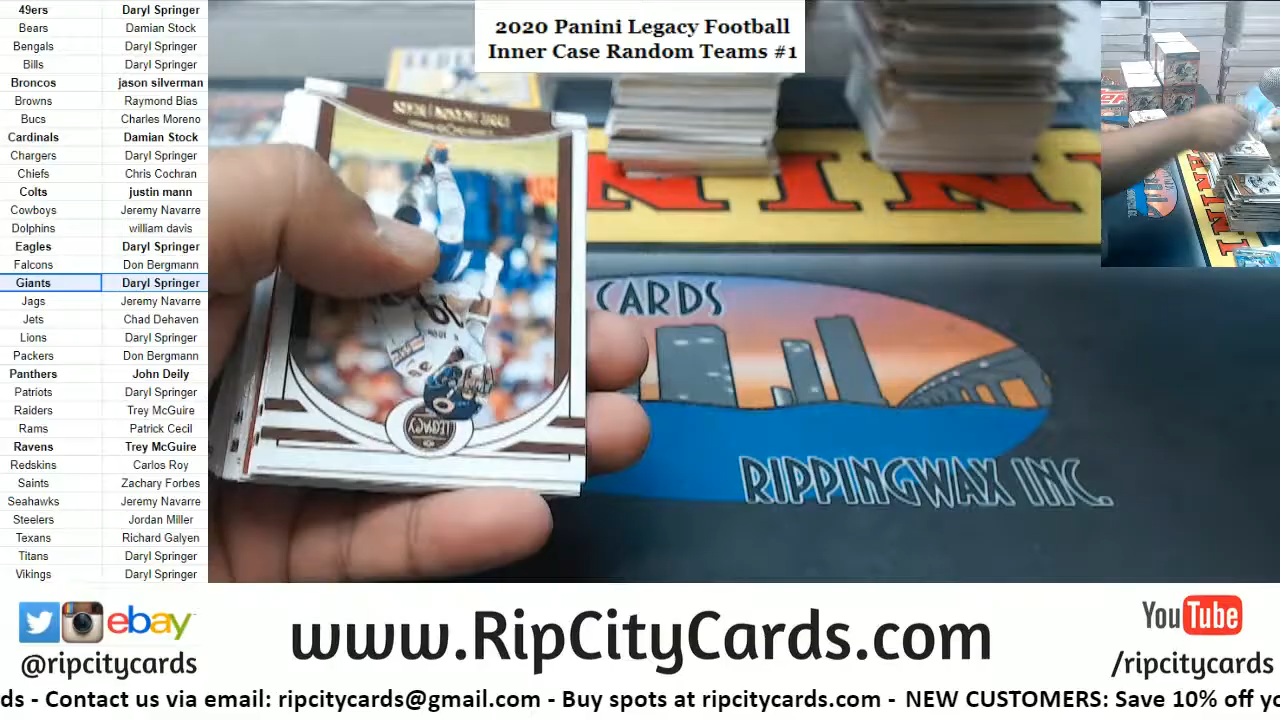 49ers Daryl Springer
Bears Damian Stock
Bengals Daryl Springer
Bills Daryl Springer
Broncos jason silverman
Browns Raymond Blas
Bucs Charles Moreno
Cardinals Damian Stock
Chargers Daryl Springer
Chiefs Chris Cochran
Colts justin mann
Cowboys Jeremy Navarre
Dolphins william davis
Eagles Daryl Springer
Falcons Don Bergmann
Giants Daryl Springer
Jags Jeremy Navarre
Jets Chad Dehaven
Lions Daryl Springer
Packers Don Bergmann
Panthers John Deily
Patriots Daryl Springer
Raiders Trey McGuire
Rams Patrick Cecil
Ravens Trey McGuire
Redskins Carlos Roy
Saints Zachary Forbes
Seahawks Jeremy Navarre
Steelers Jordan Miller
Texans Richard Galyen
Titans Daryl Springer
Vikings Daryl Springer
2020 Panini Legacy Football
Inner Case Random Teams #1
LEGACY
NINI
CARDS
RIPPINGWAX INC.
ebay
@ripcitycards
www.RipCityCards.com
YouTube
/ripcitycards
ds - Contact us via email: ripcitycards@gmail.com - Buy spots at ripcitycards.com - NEW CUSTOMERS: Save 10% off yo